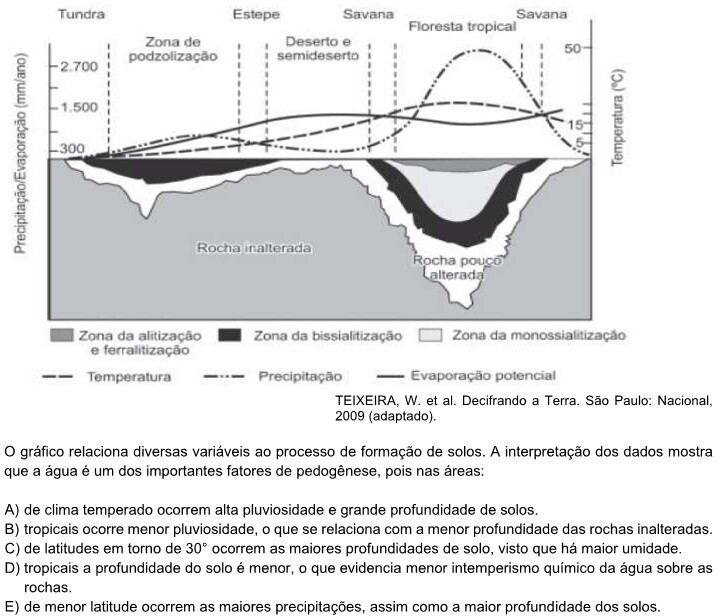 Tundra Estepe Savana Floresta tropical Savana
Zona de podzolização
Deserto e semideserto
Precipitação/Evaporação (mm/ano)
2.700
1.500
300
50
15
5
Temperatura (ºC)
Rocha inalterada
Rocha pouco
alterada
Zona da alitização
e ferralitização
Zona da bissialitização
Zona da monossialitização
Temperatura
Precipitação
Evaporação potencial
TEIXEIRA, W. et al. Decifrando a Terra. São Paulo: Nacional,
2009 (adaptado).
O gráfico relaciona diversas variáveis ao processo de formação de solos. A interpretação dos dados mostra
que a água é um dos importantes fatores de pedogênese, pois nas áreas:
A) de clima temperado ocorrem alta pluviosidade e grande profundidade de solos.
B) tropicais ocorre menor pluviosidade, o que se relaciona com a menor profundidade das rochas inalteradas.
C) de latitudes em torno de 30° ocorrem as maiores profundidades de solo, visto que há maior umidade.
D) tropicais a profundidade do solo é menor, o que evidencia menor intemperismo químico da água sobre as
rochas.
E) de menor latitude ocorrem as maiores precipitações, assim como a maior profundidade dos solos.